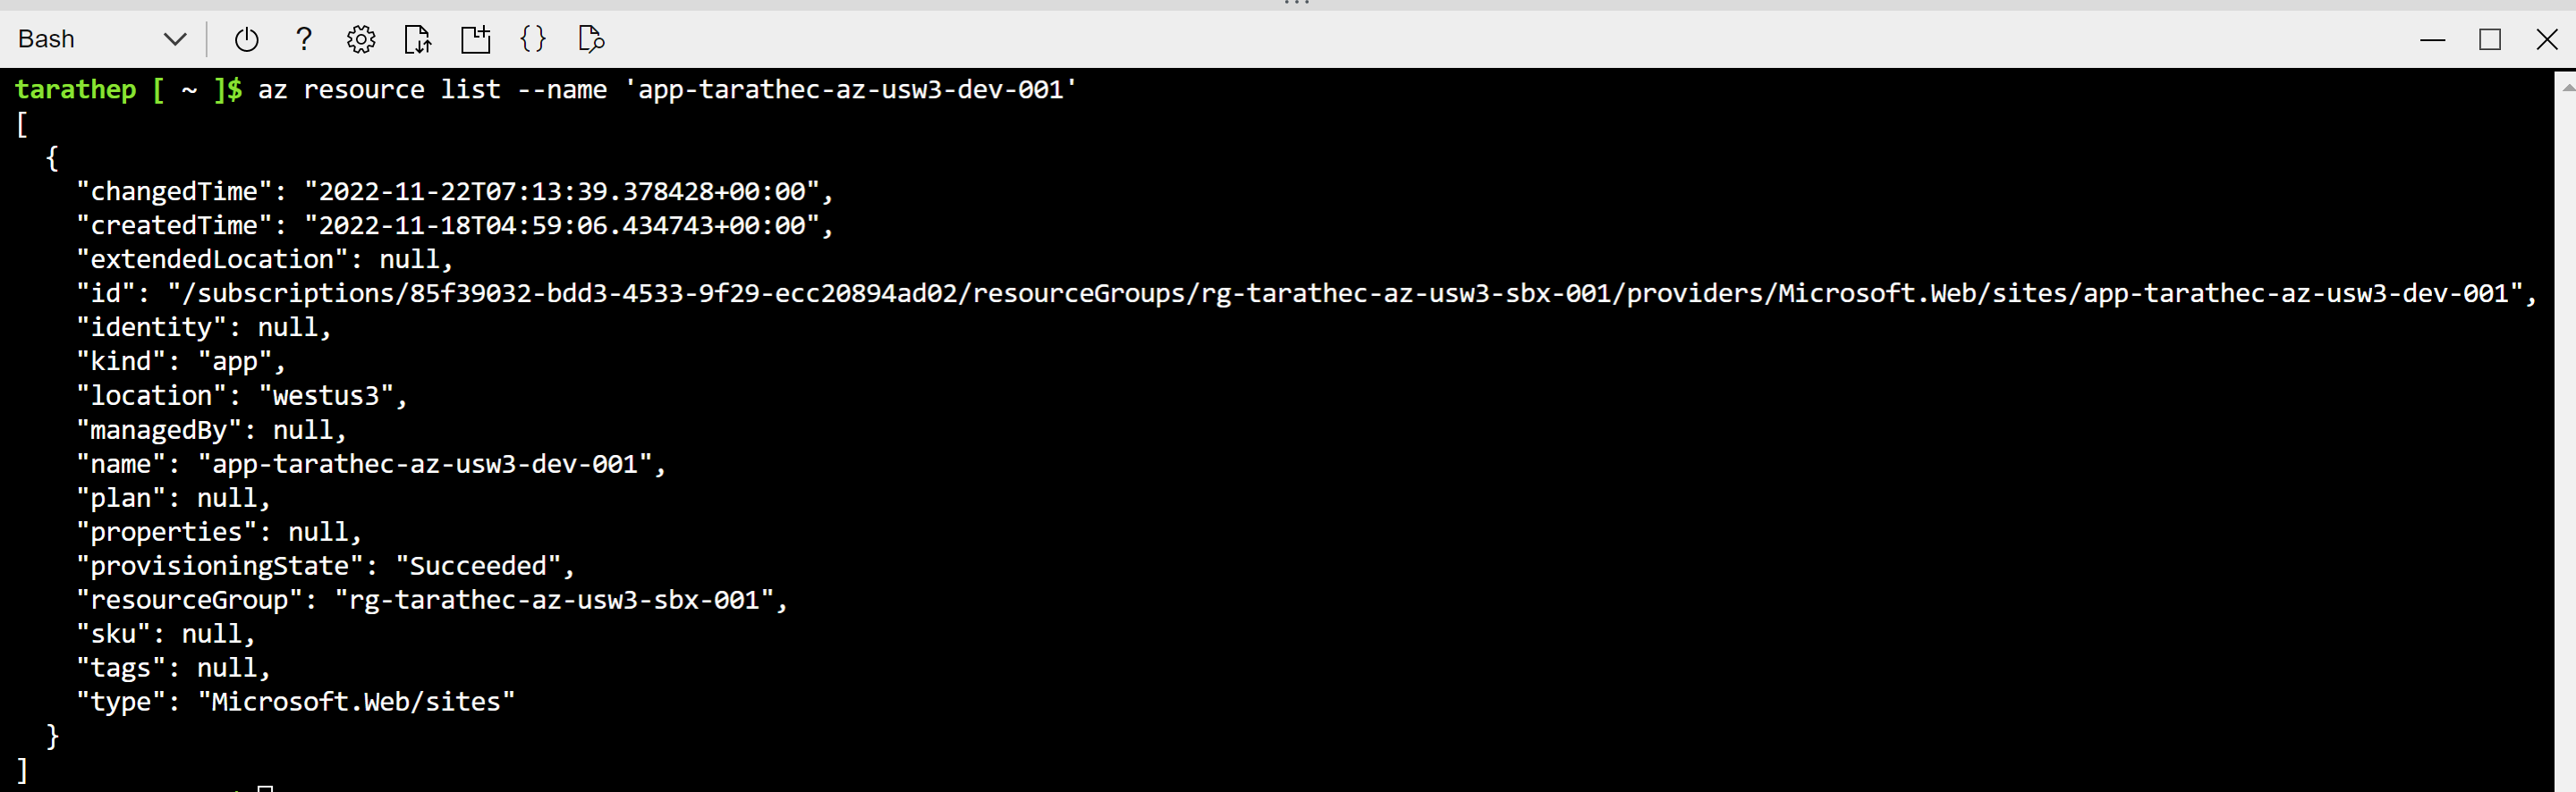 Bash
tarathep [ ~ ]$ az resource list --name 'app-tarathec-az-usw3-dev-001'
[
  {
    "changedTime": "2022-11-22T07:13:39.378428+00:00",
    "createdTime": "2022-11-18T04:59:06.434743+00:00",
    "extendedLocation": null,
    "id": "/subscriptions/85f39032-bdd3-4533-9f29-ecc20894ad02/resourceGroups/rg-tarathec-az-usw3-sbx-001/providers/Microsoft.Web/sites/app-tarathec-az-usw3-dev-001",
    "identity": null,
    "kind": "app",
    "location": "westus3",
    "managedBy": null,
    "name": "app-tarathec-az-usw3-dev-001",
    "plan": null,
    "properties": null,
    "provisioningState": "Succeeded",
    "resourceGroup": "rg-tarathec-az-usw3-sbx-001",
    "sku": null,
    "tags": null,
    "type": "Microsoft.Web/sites"
  }
]